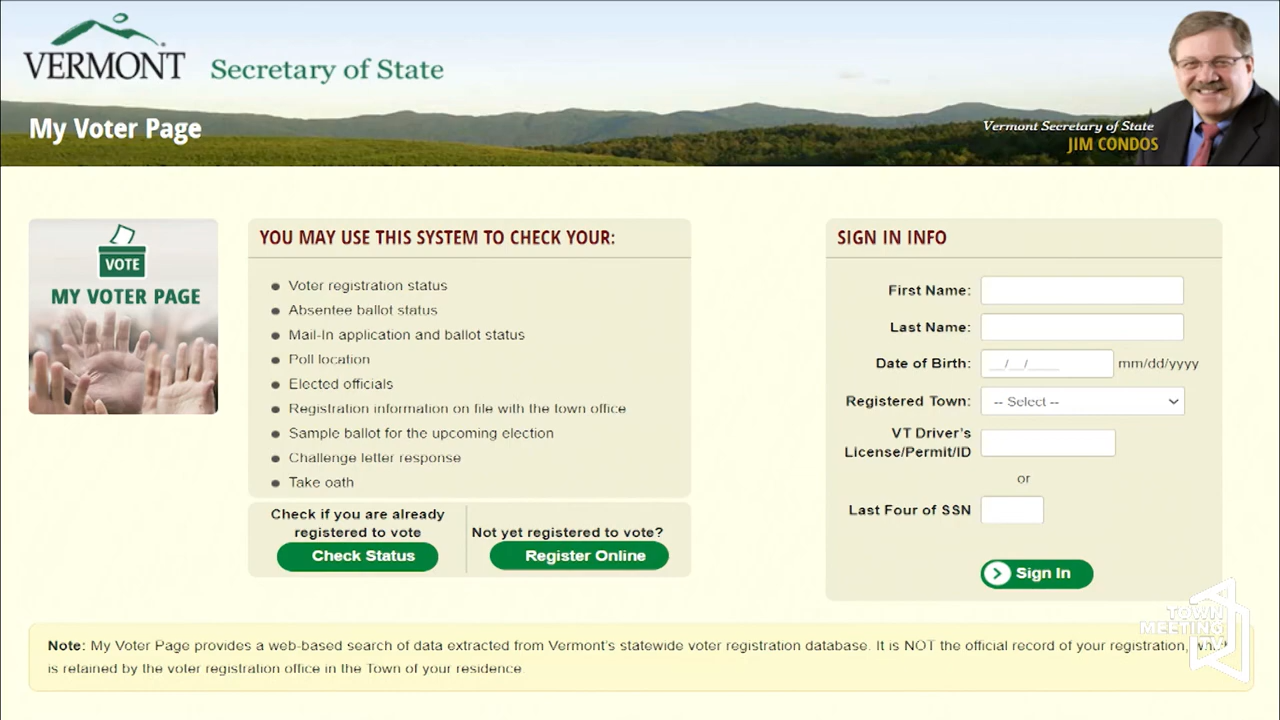 VERMONT
Secretary of State
My Voter Page
Vermont Secretary of State
JIM CONDOS
VOTE
MY VOTER PAGE
YOU MAY USE THIS SYSTEM TO CHECK YOUR:
Voter registration status
Absentee ballot status
Mail-In application and ballot status
Poll location
Elected officials
Registration information on file with the town office
Sample ballot for the upcoming election
Challenge letter response
Take oath
Check if you are already
registered to vote
Check Status
Not yet registered to vote?
Register Online
SIGN IN INFO
First Name:
Last Name:
Date of Birth: __/__/____ mm/dd/yyyy
Registered Town: -- Select --
VT Driver's
License/Permit/ID
or
Last Four of SSN
Sign In
Note: My Voter Page provides a web-based search of data extracted from Vermont's statewide voter registration database. It is NOT the official record of your registration,
is retained by the voter registration office in the Town of your residence.
TOWN
MEETING
TV